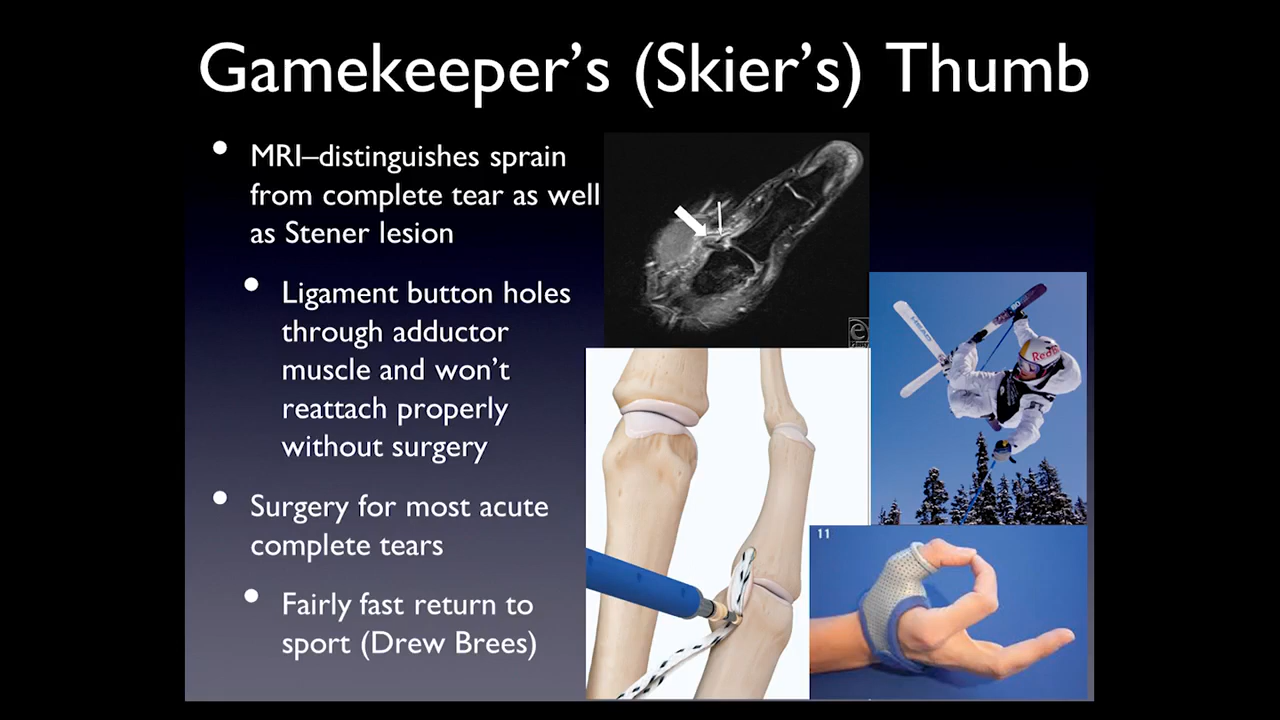 Gamekeeper's (Skier's) Thumb
MRI–distinguishes sprain
from complete tear as well
as Stener lesion
Ligament button holes
through adductor
muscle and won't
reattach properly
without surgery
Surgery for most acute
complete tears
Fairly fast return to
sport (Drew Brees)
HEAD
11